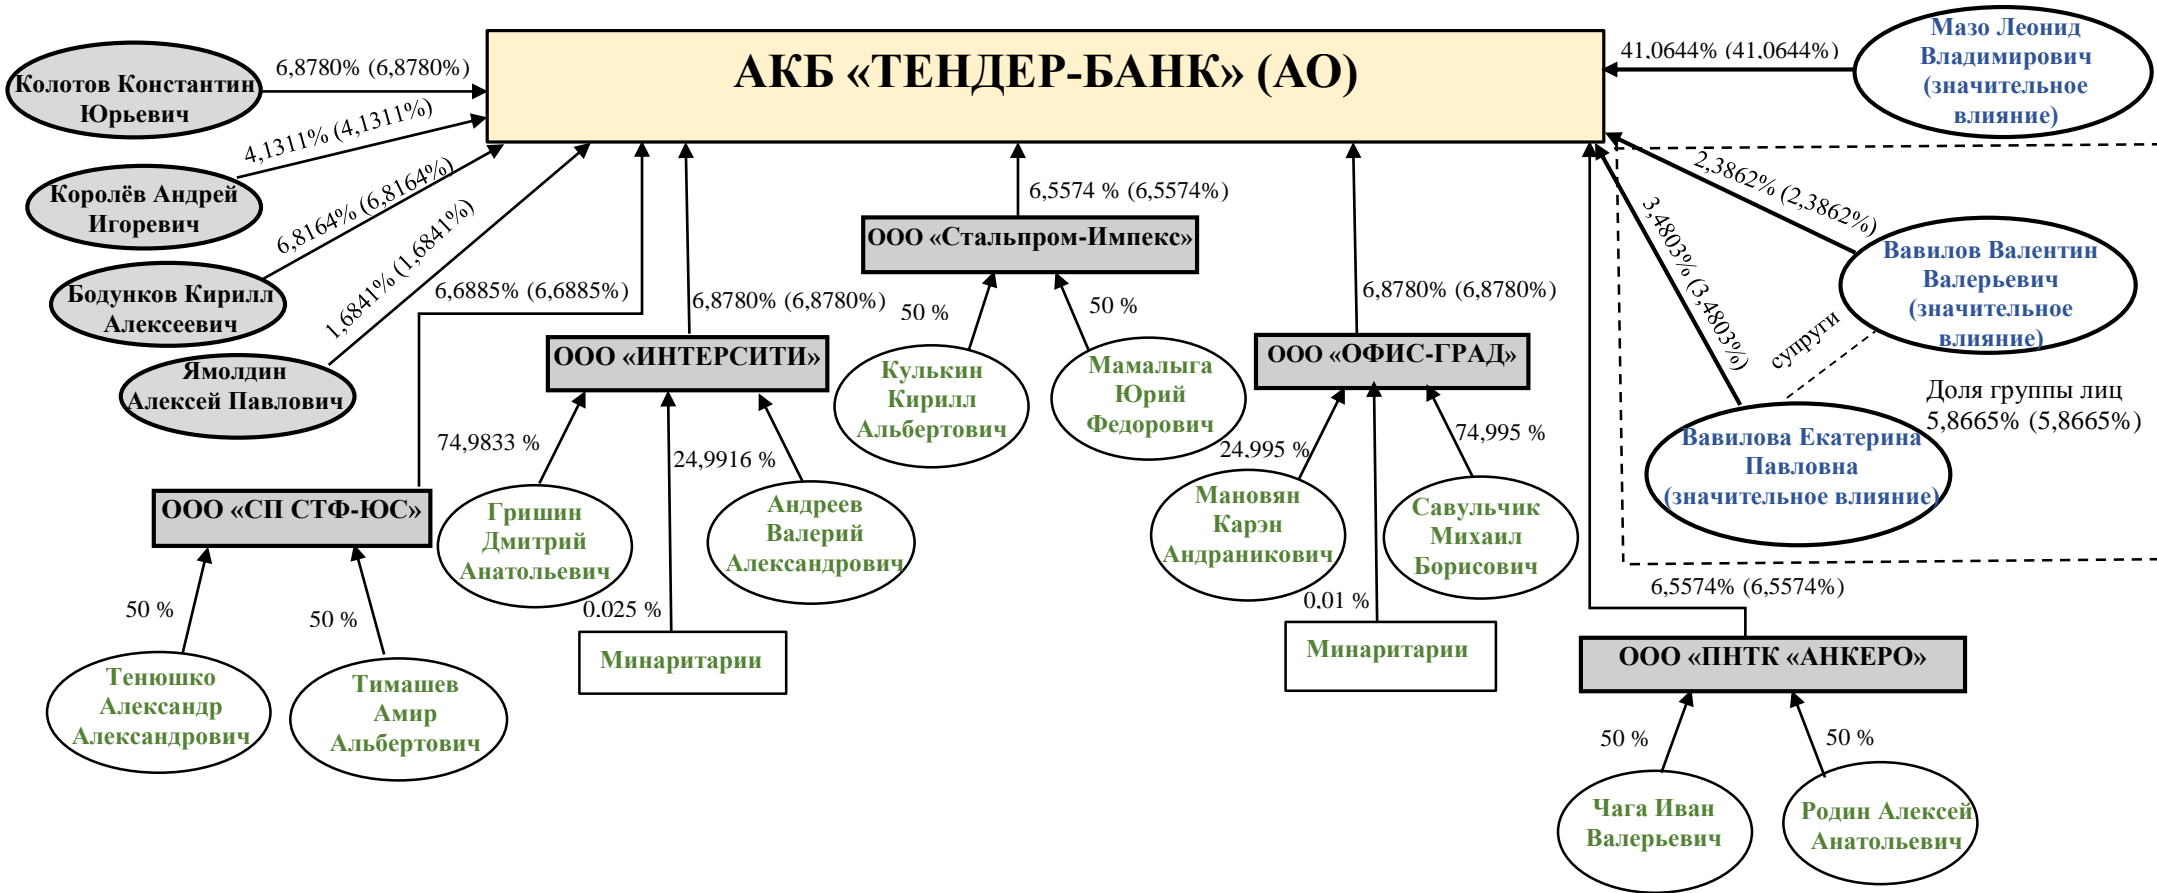 АКБ «ТЕНДЕР-БАНК» (АО)
Колотов Константин
Юрьевич
6,8780% (6,8780%)
Королёв Андрей
Игоревич
4,1311% (4,1311%)
Бодунков Кирилл
Алексеевич
6,8164% (6,8164%)
Ямолдин
Алексей Павлович
1,6841% (1,6841%)
6,6885% (6,6885%)
6,8780% (6,8780%)
6,5574 % (6,5574%)
6,8780% (6,8780%)
41,0644% (41,0644%)
Мазо Леонид
Владимирович
(значительное
влияние)
2,3862% (2,3862%)
3,4803% (3,4803%)
Вавилов Валентин
Валерьевич
(значительное
влияние)
супруги
Доля группы лиц
5,8665% (5,8665%)
Вавилова Екатерина
Павловна
(значительное влияние)
ООО «Стальпром-Импекс»
50 %
50 %
Кулькин
Кирилл
Альбертович
Мамалыга
Юрий
Федорович
ООО «ИНТЕРСИТИ»
74,9833 %
24,9916 %
Гришин
Дмитрий
Анатольевич
Андреев
Валерий
Александрович
0.025 %
Минаритарии
ООО «ОФИС-ГРАД»
24,995 %
74,995 %
Мановян
Карэн
Андраникович
Савульчик
Михаил
Борисович
0,01 %
Минаритарии
ООО «СП СТФ-ЮС»
50 %
50 %
Тенюшко
Александр
Александрович
Тимашев
Амир
Альбертович
6,5574% (6,5574%)
ООО «ПНТК «АНКЕРО»
50 %
50 %
Чага Иван
Валерьевич
Родин Алексей
Анатольевич